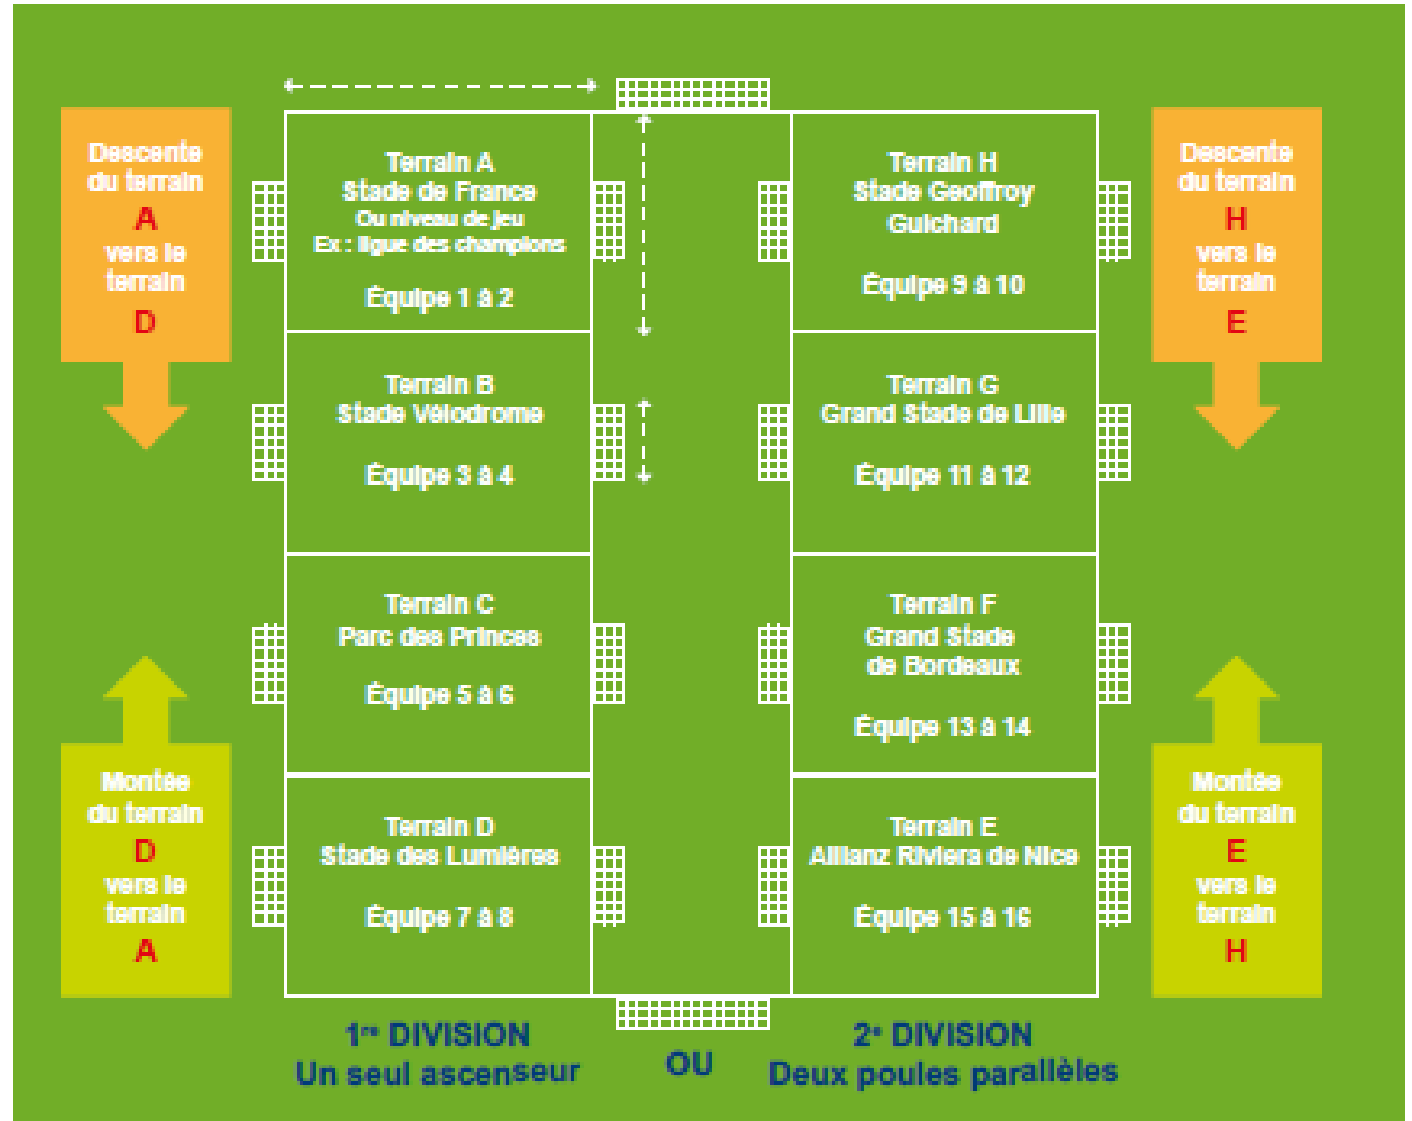 Descente
du terrain
A
vers le
terrain
D
Montée
du terrain
D
vers le
terrain
A
Terrain A
Stade de France
Ou niveau de jeu
Ex : ligue des champions
Équipe 1 à 2
Terrain B
Stade Vélodrome
Équipe 3 à 4
Terrain C
Parc des Princes
Équipe 5 à 6
Terrain D
Stade des Lumières
Équipe 7 à 8
Terrain H
Stade Geoffroy
Guichard
Équipe 9 à 10
Terrain G
Grand Stade de Lille
Équipe 11 à 12
Terrain F
Grand Stade
de Bordeaux
Équipe 13 à 14
Terrain E
Allianz Riviera de Nice
Équipe 15 à 16
Descente
du terrain
H
vers le
terrain
E
Montée
du terrain
E
vers le
terrain
H
1re DIVISION
Un seul ascenseur
OU
2e DIVISION
Deux poules parallèles